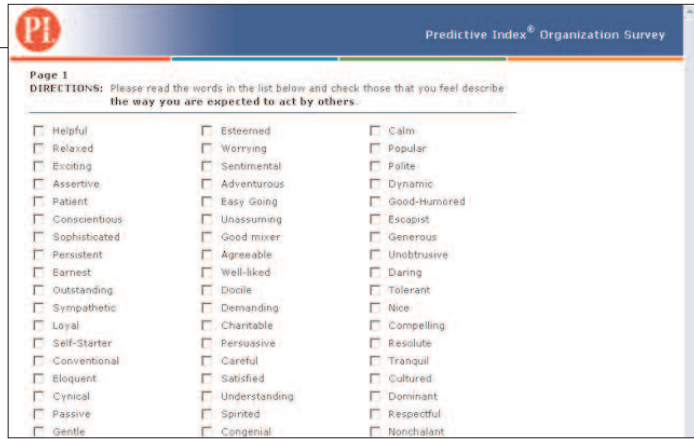 PI
Predictive Index® Organization Survey
Page 1
DIRECTIONS: Please read the words in the list below and check those that you feel describe
the way you are expected to act by others.
Helpful Esteemed Calm
Relaxed Worrying Popular
Exciting Sentimental Polite
Assertive Adventurous Dynamic
Patient Easy Going Good-Humored
Conscientious Unassuming Escapist
Sophisticated Good mixer Generous
Persistent Agreeable Unobtrusive
Earnest Well-liked Daring
Outstanding Docile Tolerant
Sympathetic Demanding Nice
Loyal Charitable Compelling
Self-Starter Persuasive Resolute
Conventional Careful Tranquil
Eloquent Satisfied Cultured
Cynical Understanding Dominant
Passive Spirited Respectful
Gentle Congenial Nonchalant